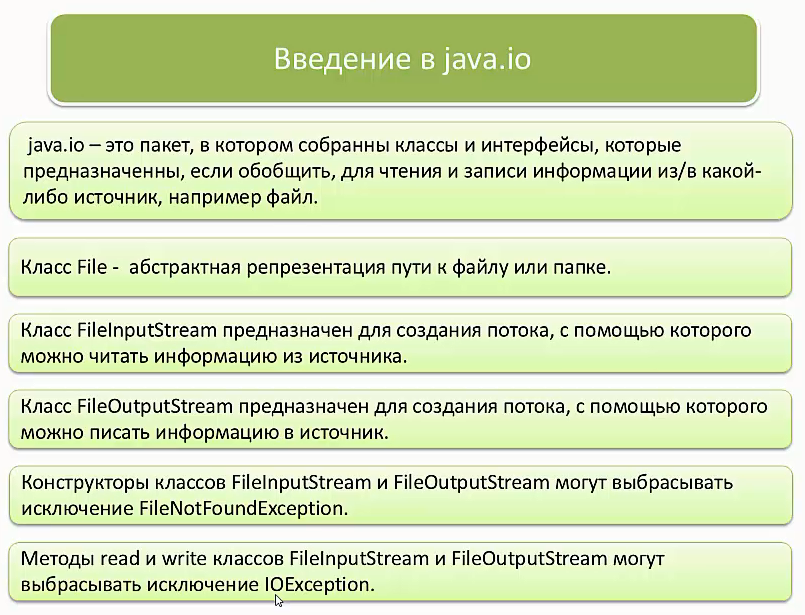 Введение в java.io
java.io – это пакет, в котором собранны классы и интерфейсы, которые
предназначенны, если обобщить, для чтения и записи информации из/в какой-
либо источник, например файл.
Класс File - абстрактная репрезентация пути к файлу или папке.
Класс FileInputStream предназначен для создания потока, с помощью которого
можно читать информацию из источника.
Класс FileOutputStream предназначен для создания потока, с помощью которого
можно писать информацию в источник.
Конструкторы классов FileInputStream и FileOutputStream могут выбрасывать
исключение FileNotFoundException.
Методы read и write классов FileInputStream и FileOutputStream могут
выбрасывать исключение IOException.